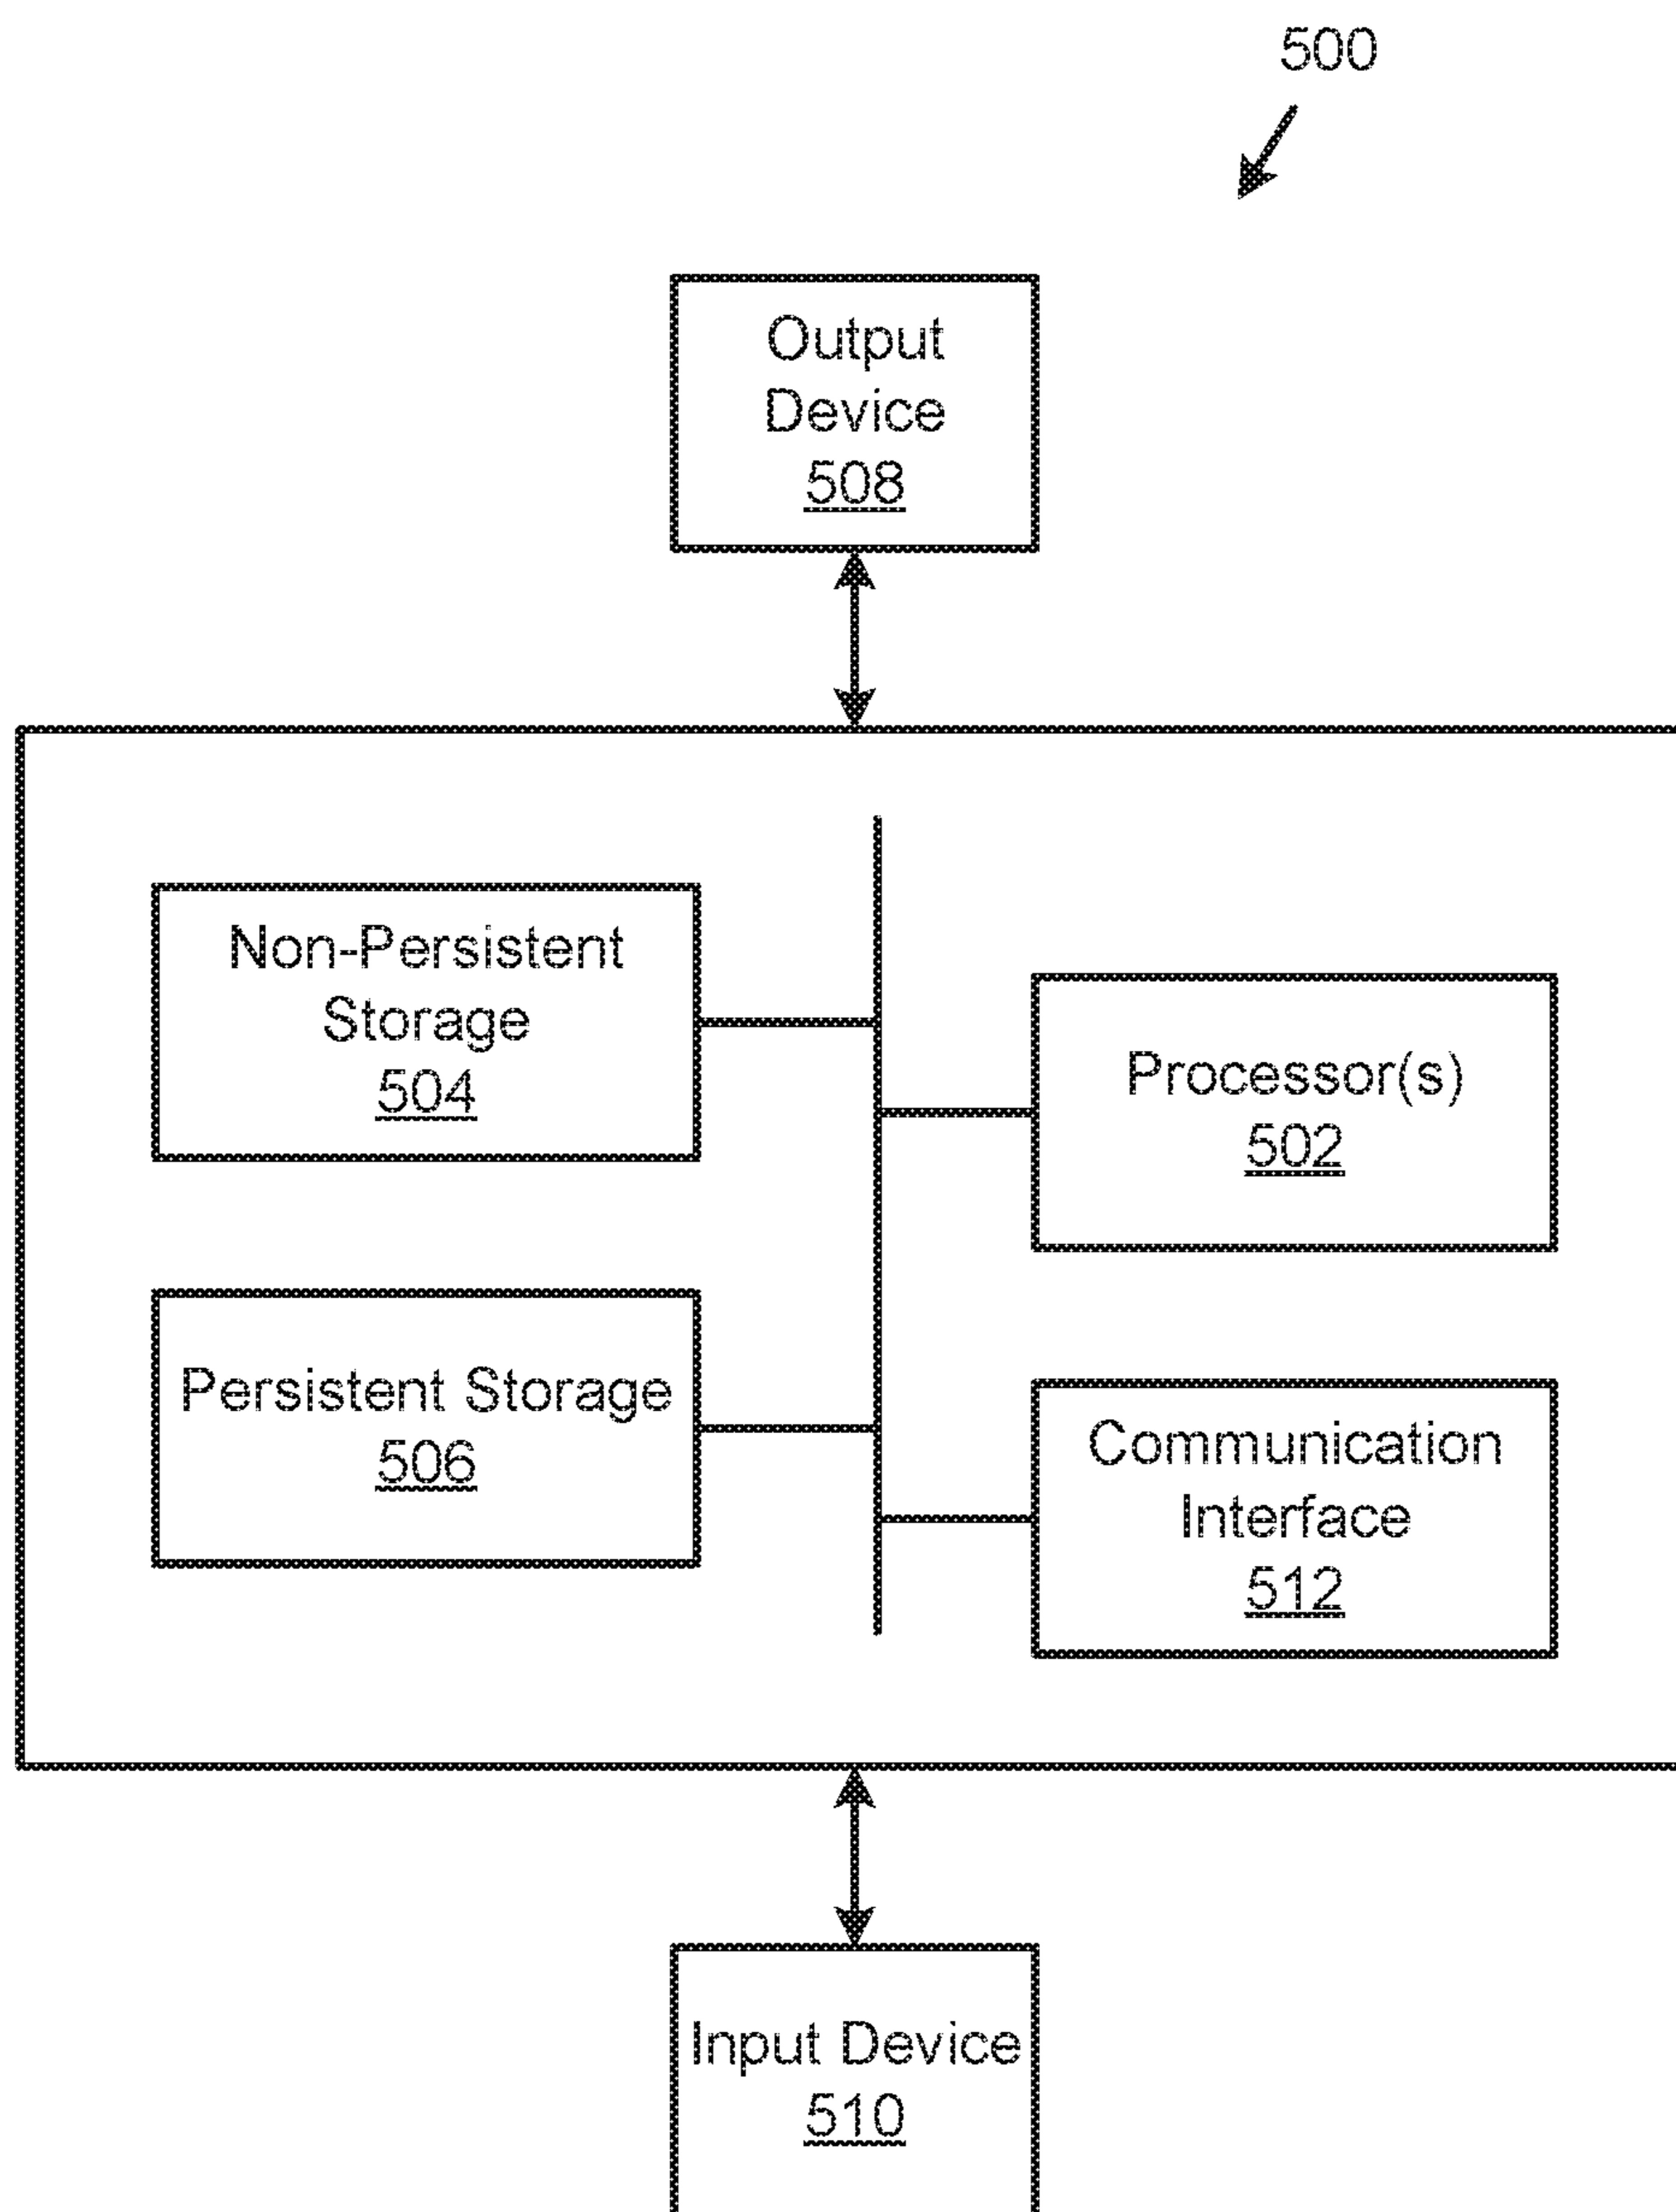 500
Output
Device
508
Non-Persistent
Storage
504
Processor(s)
502
Persistent Storage
506
Communication
Interface
512
Input Device
510